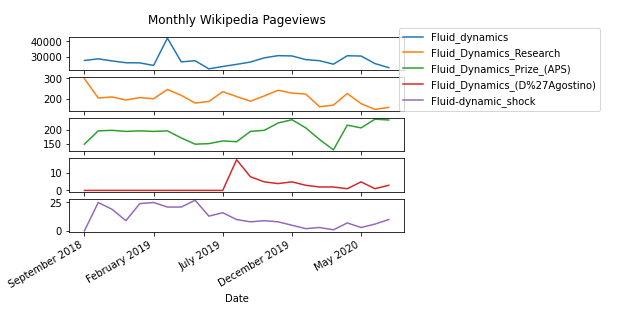 Monthly Wikipedia Pageviews
Fluid_dynamics
Fluid_Dynamics_Research
Fluid_Dynamics_Prize_(APS)
Fluid_Dynamics_(D%27Agostino)
Fluid-dynamic_shock
40000
30000
300
200
200
150
10
0
25
0
September 2018
February 2019
July 2019
December 2019
May 2020
Date